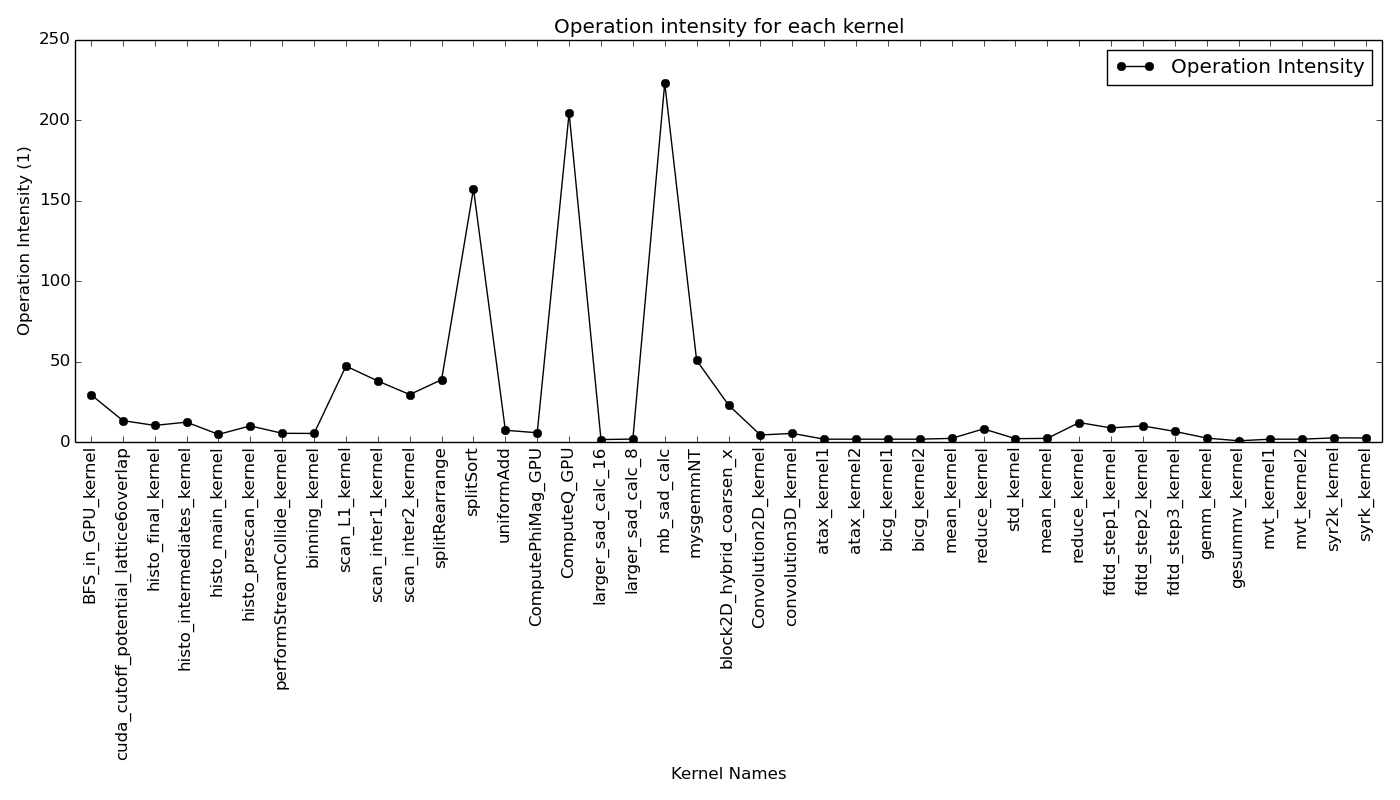 Operation intensity for each kernel
Operation Intensity
Operation Intensity (1)
250
200
150
100
50
0
BFS_in_GPU_kernel
cuda_cutoff_potential_lattice6overlap
histo_final_kernel
histo_intermediates_kernel
histo_main_kernel
histo_prescan_kernel
performStreamCollide_kernel
binning_kernel
scan_L1_kernel
scan_inter1_kernel
scan_inter2_kernel
splitRearrange
splitSort
uniformAdd
ComputePhiMag_GPU
ComputeQ_GPU
larger_sad_calc_16
larger_sad_calc_8
mb_sad_calc
mysgemmNT
block2D_hybrid_coarsen_x
Convolution2D_kernel
convolution3D_kernel
atax_kernel1
atax_kernel2
bicg_kernel1
bicg_kernel2
mean_kernel
reduce_kernel
std_kernel
mean_kernel
reduce_kernel
fdtd_step1_kernel
fdtd_step2_kernel
fdtd_step3_kernel
gemm_kernel
gesummv_kernel
mvt_kernel1
mvt_kernel2
syr2k_kernel
syrk_kernel
Kernel Names